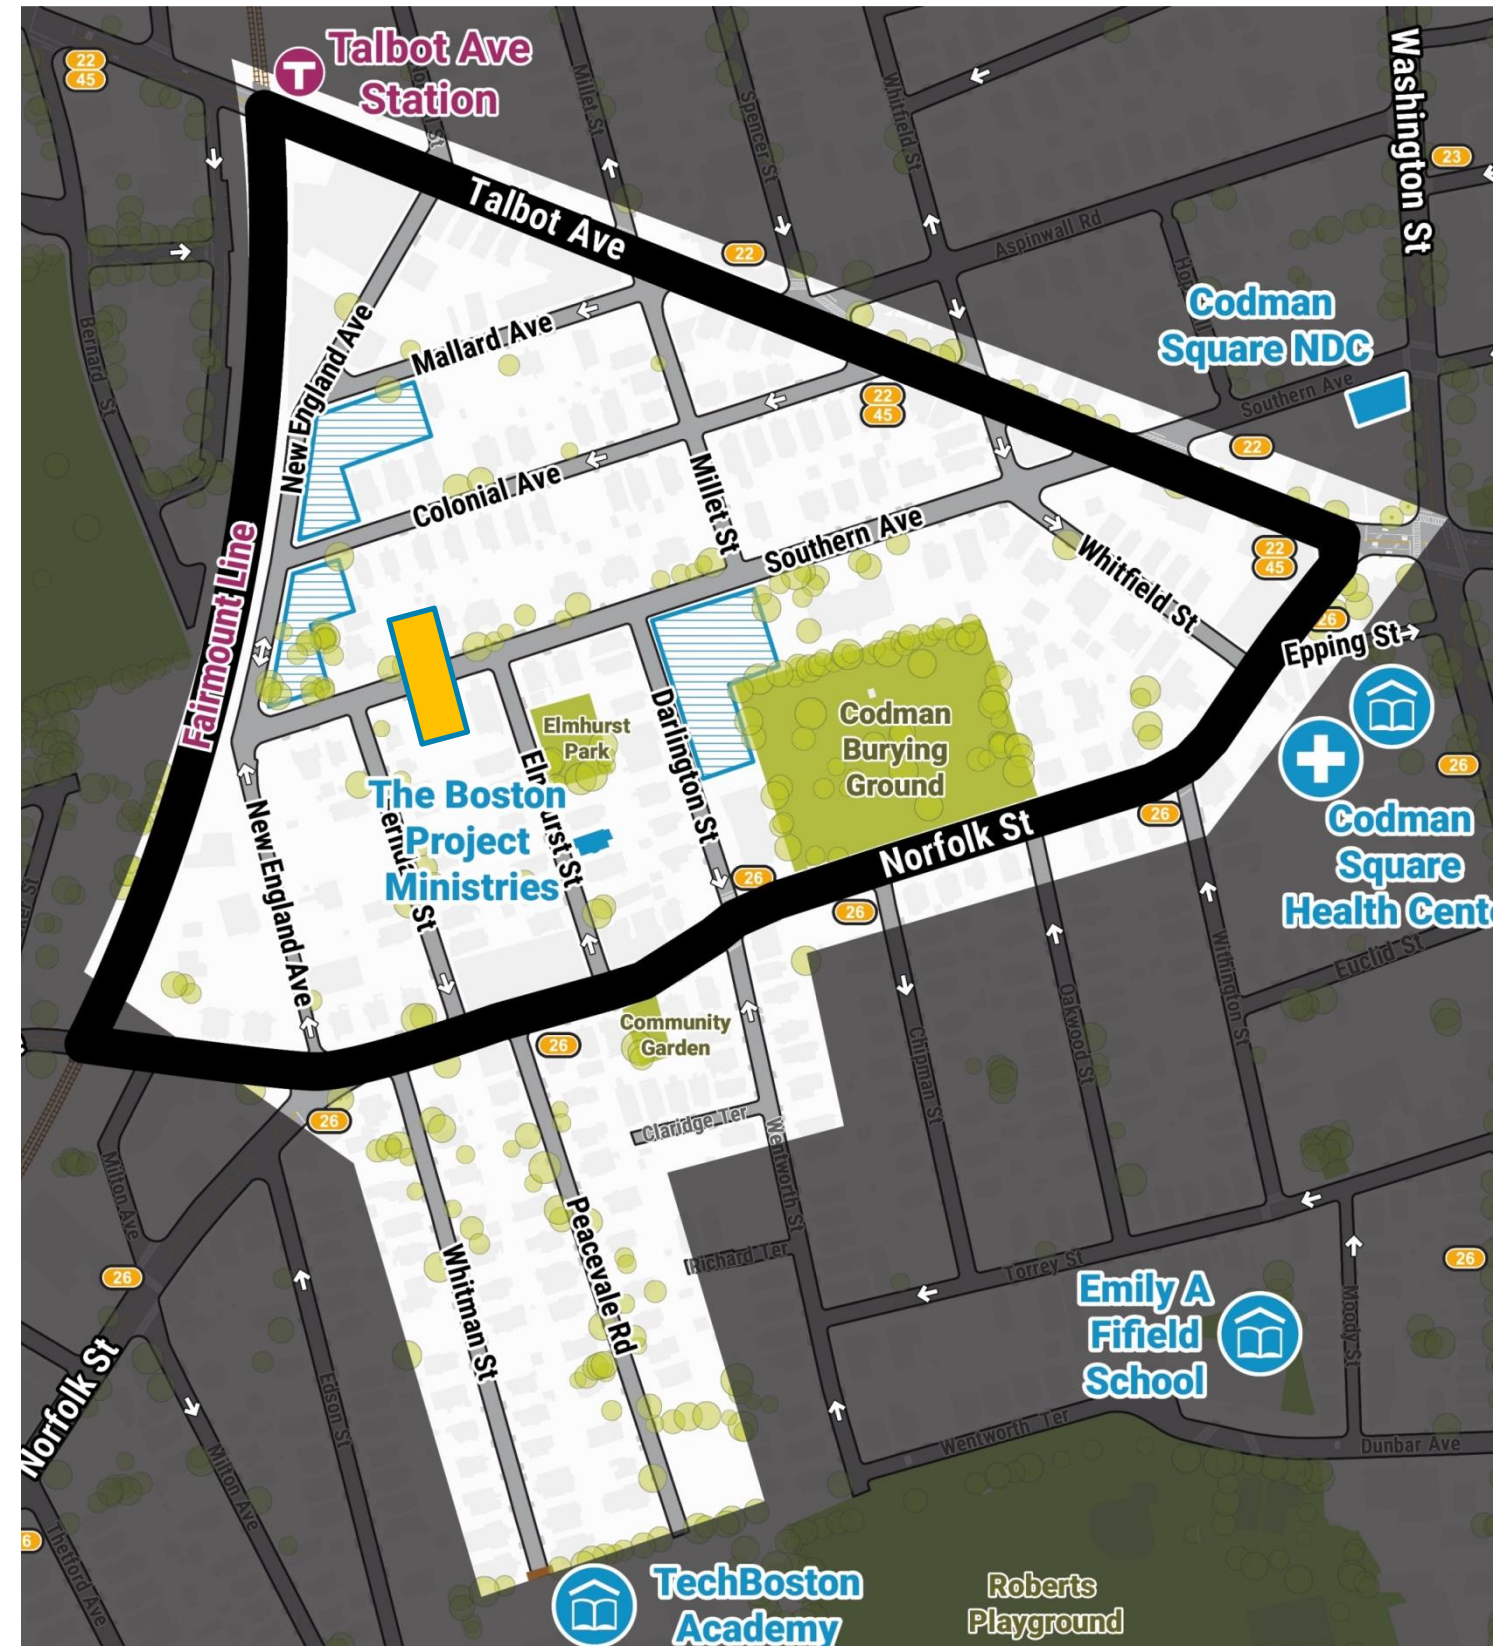 22
45
Talbot Ave
Station
Millet St
Spencer St
Whitfield St
Washington St
23
Talbot Ave
22
Aspinwall Rd
Bernard St
Codman
Square NDC
Mallard Ave
New England Ave
22
45
Southern Ave
22
Colonial Ave
Millet St
Southern Ave
Whitfield St
22
45
26
Epping St
Fairmount Line
Elmhurst
Park
Darlington St
Codman
Burying
Ground
26
26
Codman
Square
Health Cente
The Boston
Project
Ministries
New England Ave
Norfolk St
26
26
Euclid St
Withington St
Oakwood St
Chipman St
Community
Garden
26
26
Claridge Ter
Wentworth St
Milton Ave
26
Richard Ter
Torrey St
26
Peacevale Rd
Whitman St
Emily A
Fifield
School
Moody St
Norfolk St
Edson St
Milton Ave
Wentworth Ter
Dunbar Ave
6
Thetford Ave
TechBoston
Academy
Roberts
Playground